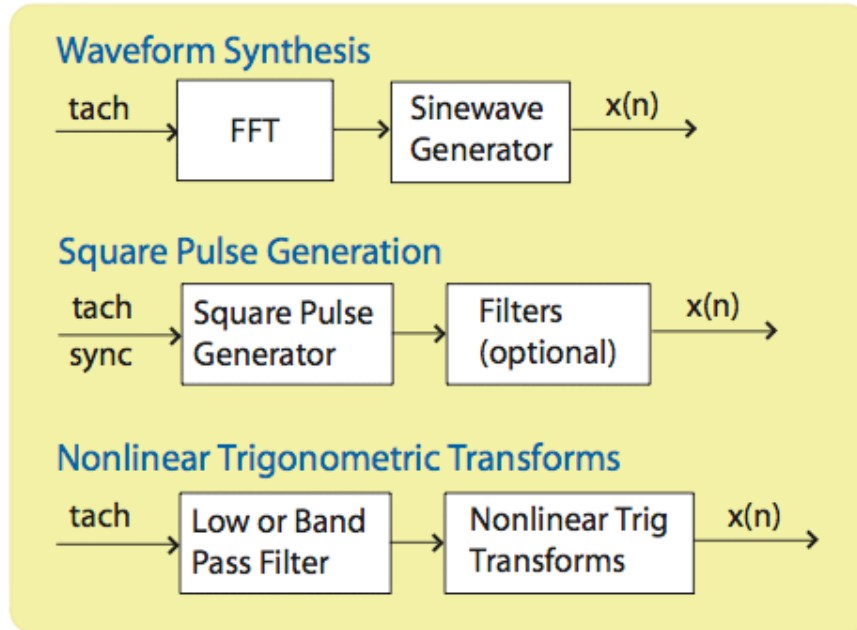 Waveform Synthesis
tach
FFT
Sinewave
Generator
x(n)
Square Pulse Generation
tach
sync
Square Pulse
Generator
Filters
(optional)
x(n)
Nonlinear Trigonometric Transforms
tach
Low or Band
Pass Filter
Nonlinear Trig
Transforms
x(n)